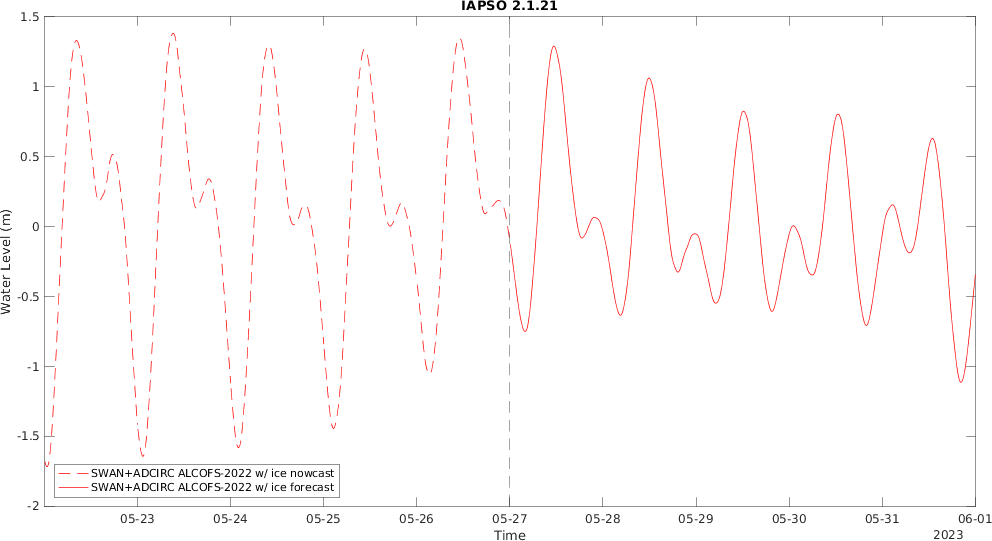 IAPSO 2.1.21
1.5
1
0.5
0
-0.5
-1
-1.5
-2
Water Level (m)
SWAN+ADCIRC ALCOFS-2022 w/ ice nowcast
SWAN+ADCIRC ALCOFS-2022 w/ ice forecast
05-23 05-24 05-25 05-26 05-27 05-28 05-29 05-30 05-31 06-01
Time
2023